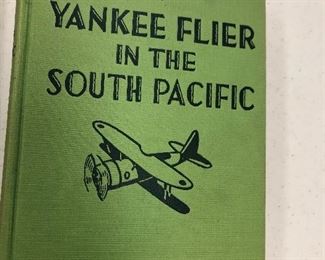 YANKEE FLIER
IN THE
SOUTH PACIFIC